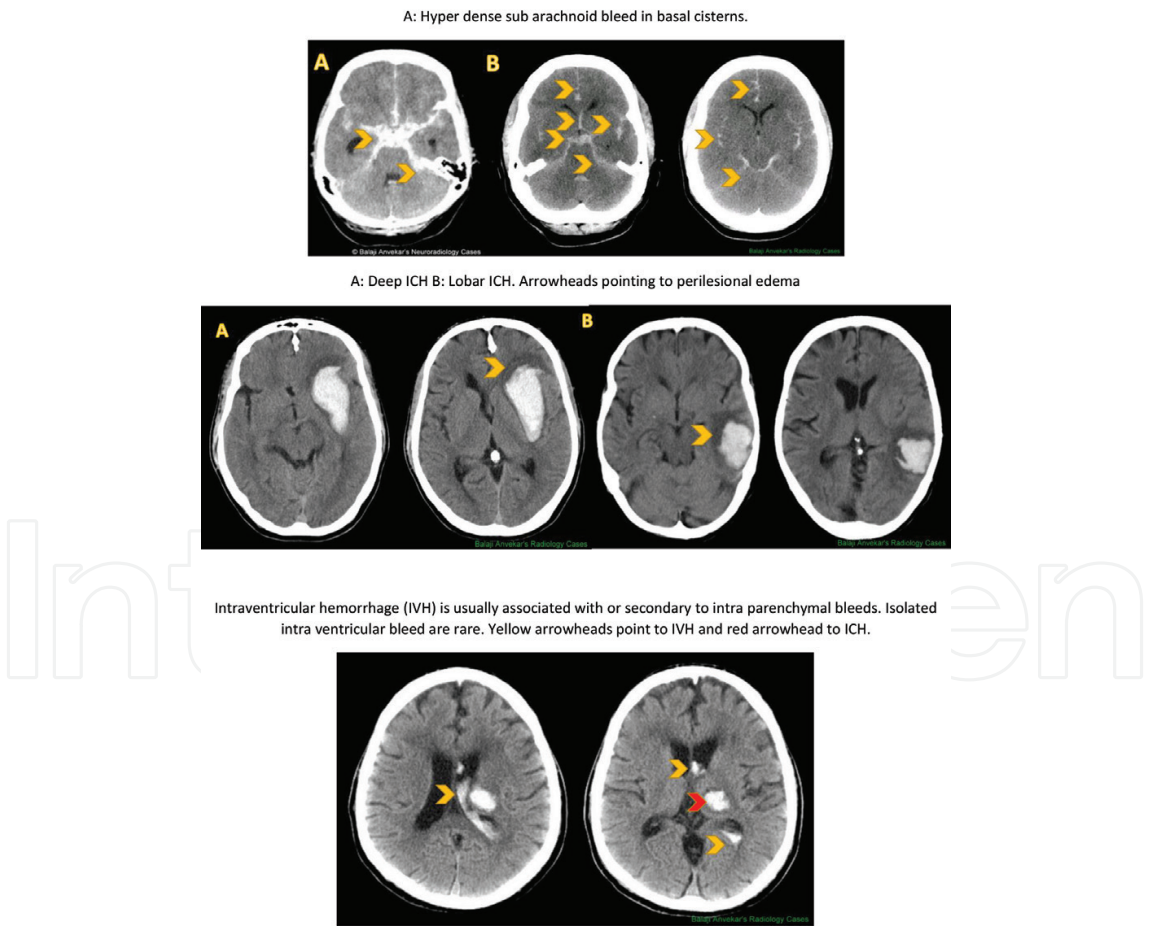 A: Hyper dense sub arachnoid bleed in basal cisterns.
A
B
© Balaji Anvekar's Neuroradiology Cases
Balaji Anvekar's Radiology Cases
A: Deep ICH B: Lobar ICH. Arrowheads pointing to perilesional edema
A
B
Balaji Anvekar's Radiology Cases
Balaji Anvekar's Radiology Cases
Intraventricular hemorrhage (IVH) is usually associated with or secondary to intra parenchymal bleeds. Isolated
intra ventricular bleed are rare. Yellow arrowheads point to IVH and red arrowhead to ICH.
Balaji Anvekar's Radiology Cases